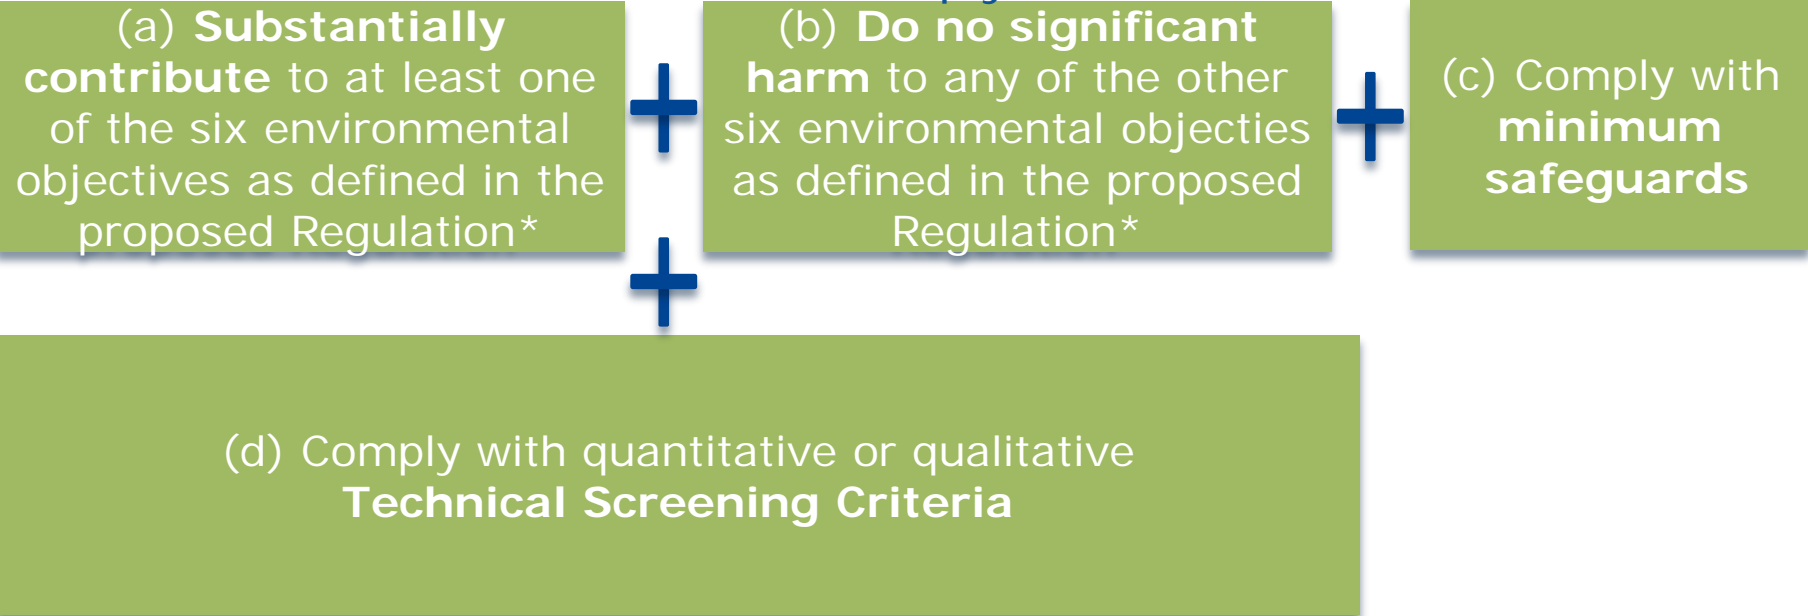 (a) Substantially
contribute to at least one
of the six environmental
objectives as defined in the
proposed Regulation*
(b) Do no significant
harm to any of the other
six environmental objecties
as defined in the proposed
Regulation*
(c) Comply with
minimum
safeguards
(d) Comply with quantitative or qualitative
Technical Screening Criteria